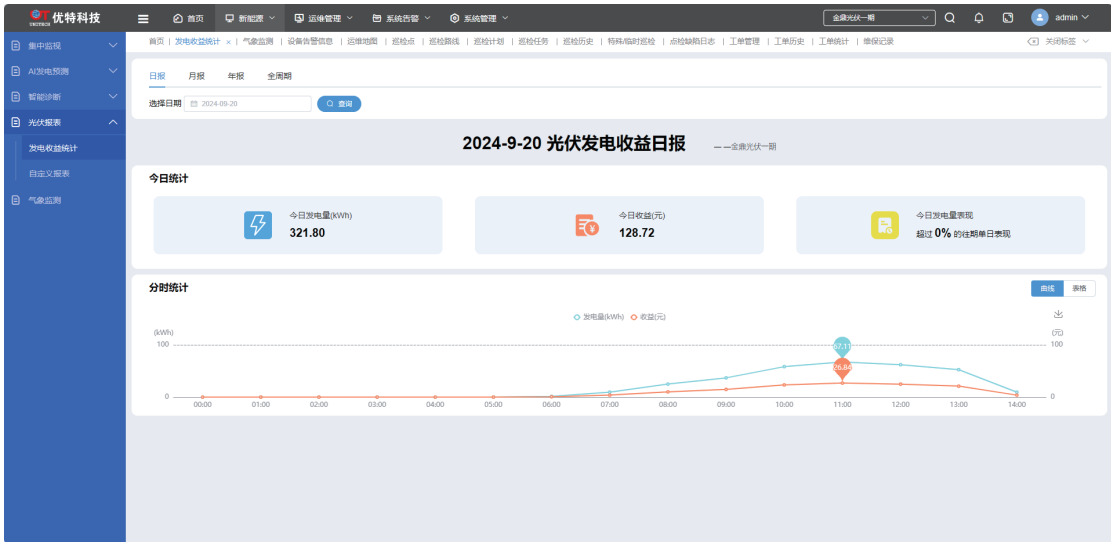 优特科技
首页 新能源 运维管理 系统告警 系统管理 金鼎光伏一期 admin
首页 | 发电收益统计 × | 气象监测 | 设备告警信息 | 运维地图 | 巡检点 | 巡检路线 | 巡检计划 | 巡检任务 | 巡检历史 | 特殊/临时巡检 | 点检缺陷日志 | 工单管理 | 工单历史 | 工单统计 | 维保记录 关闭标签
集中监视
AI发电预测
智能诊断
光伏报表
发电收益统计
自定义报表
气象监测
日报 月报 年报 全周期
选择日期 2024-09-20 查询
2024-9-20 光伏发电收益日报 ——金鼎光伏一期
今日统计
今日发电量(kWh)
321.80
今日收益(元)
128.72
今日发电量表现
超过 0% 的往期单日表现
分时统计
曲线 表格
发电量(kWh) 收益(元)
(kWh) (元)
100 100
67.11
26.84
0 0
00:00 01:00 02:00 03:00 04:00 05:00 06:00 07:00 08:00 09:00 10:00 11:00 12:00 13:00 14:00